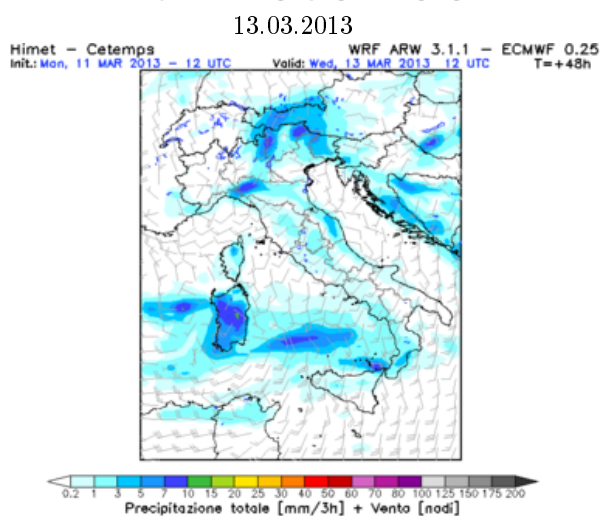 13.03.2013
Himet – Cetemps WRF ARW 3.1.1 – ECMWF 0.25
Init.: Mon, 11 MAR 2013 – 12 UTC Valid: Wed, 13 MAR 2013 12 UTC T=+48h
0.2 1 3 5 7 10 15 20 25 30 40 50 60 70 80 100 125 150 175 200
Precipitazione totale [mm/3h] + Vento [nodi]